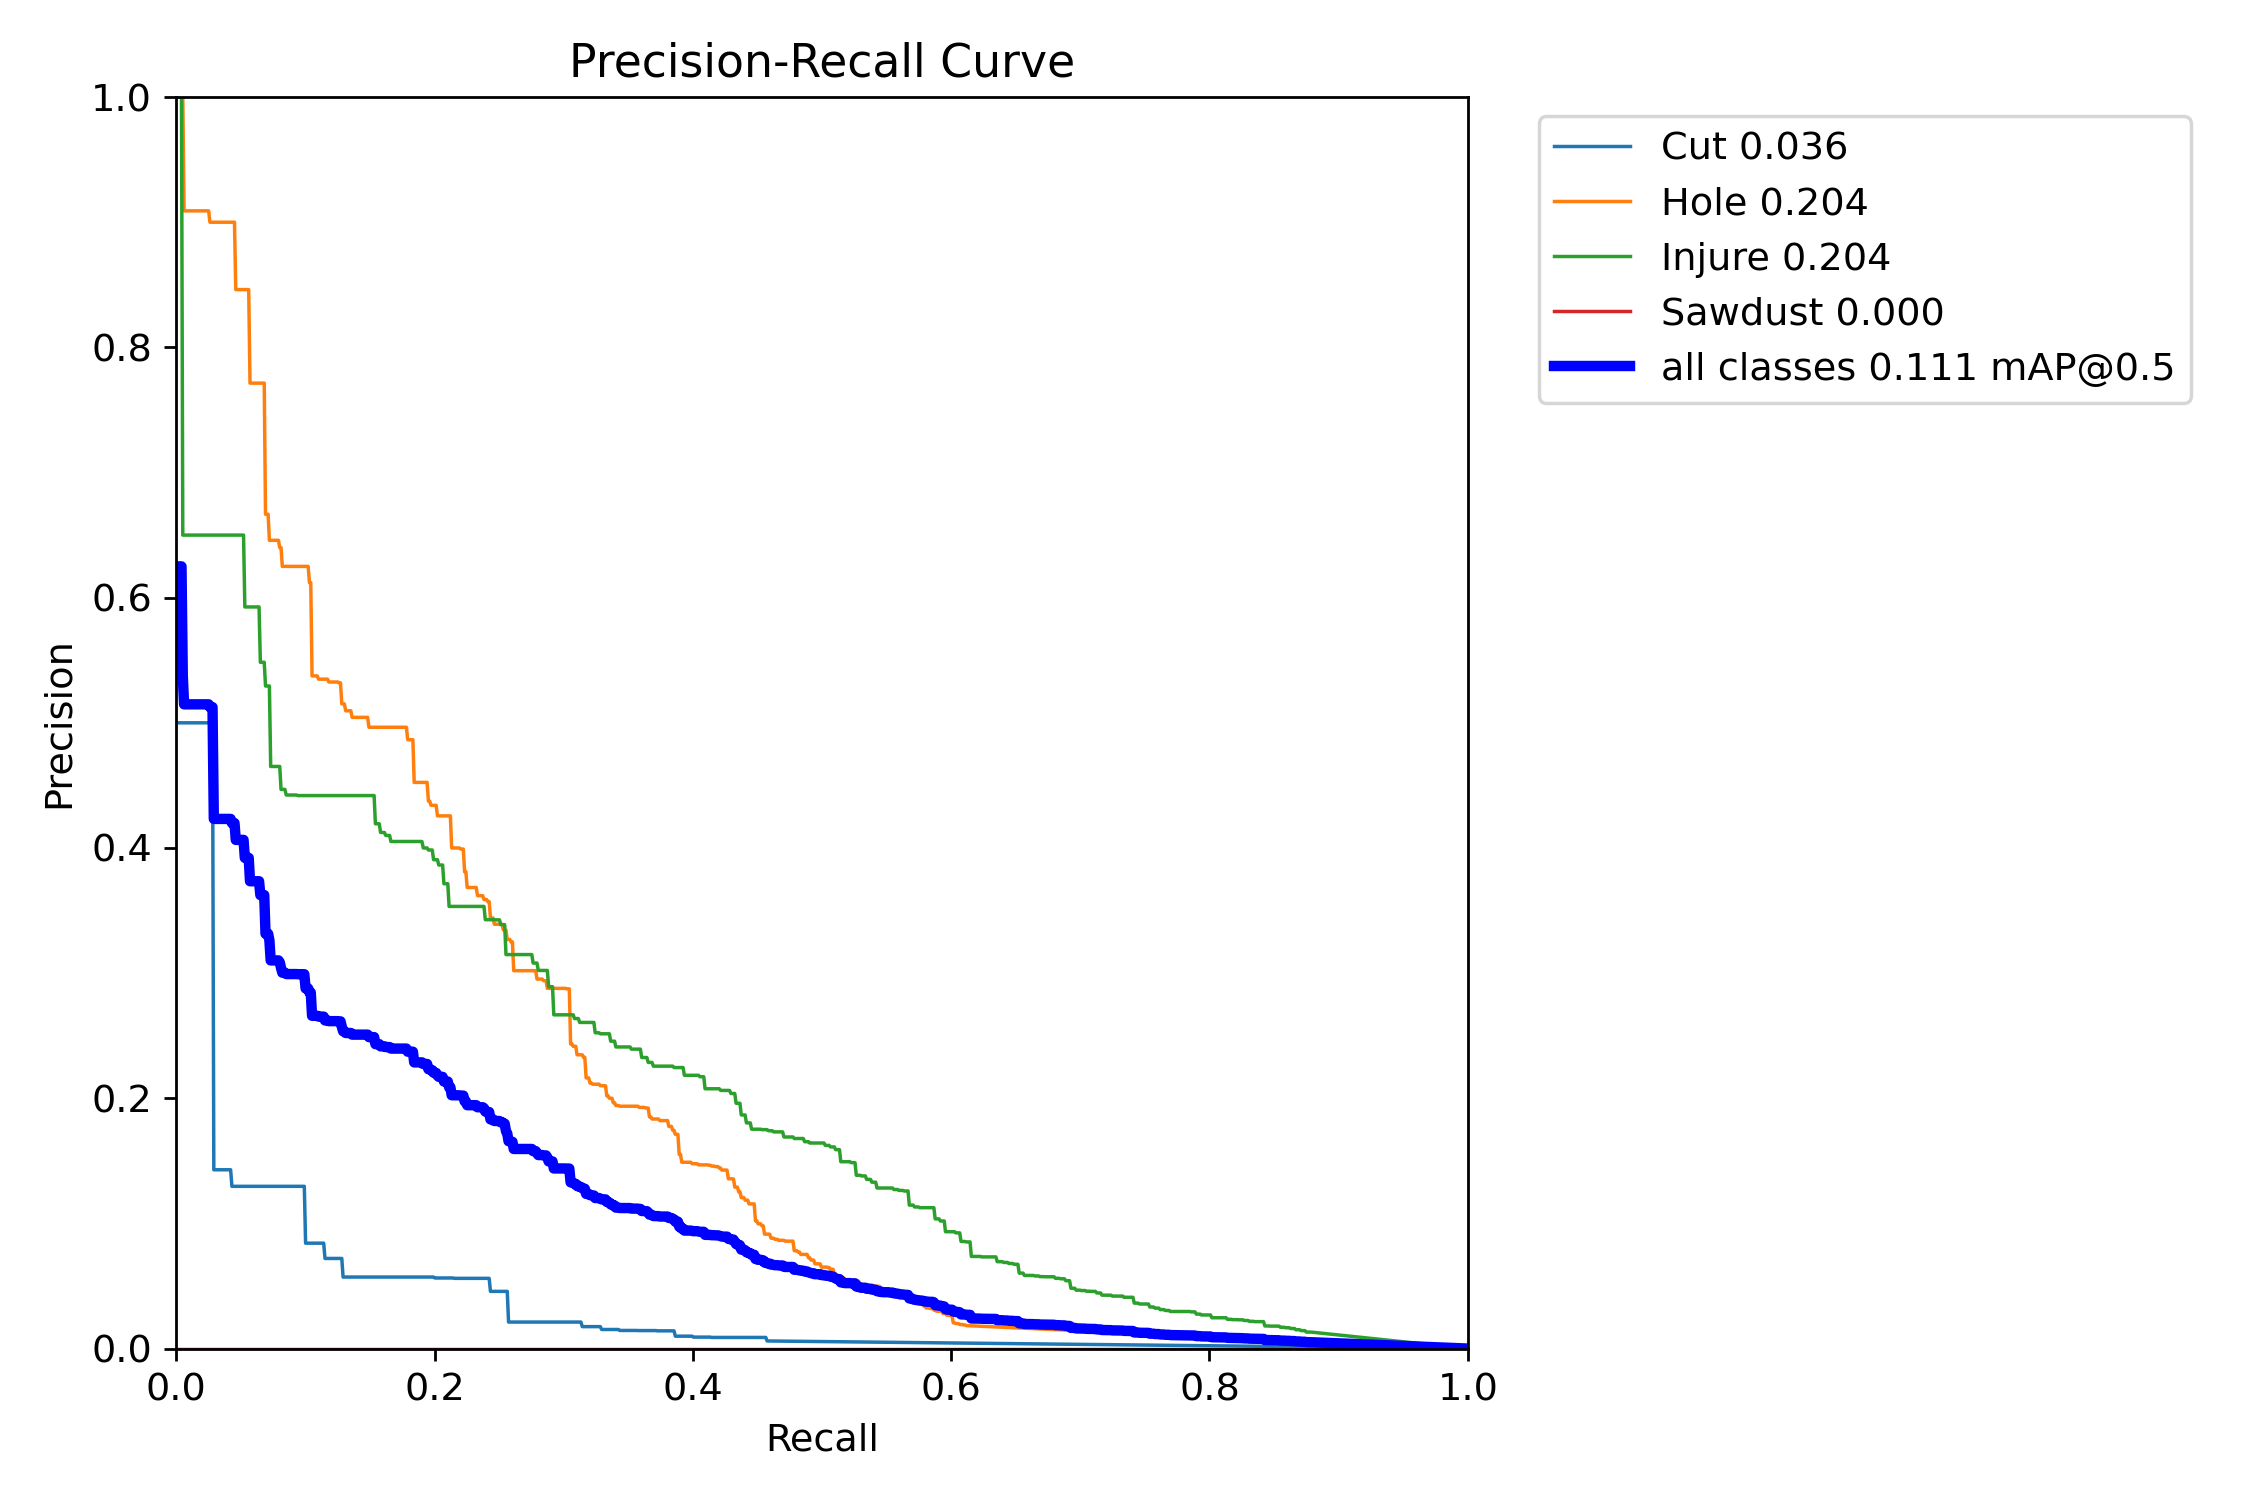 Precision-Recall Curve
1.0
0.8
0.6
0.4
0.2
0.0
Precision
0.0 0.2 0.4 0.6 0.8 1.0
Recall
Cut 0.036
Hole 0.204
Injure 0.204
Sawdust 0.000
all classes 0.111 mAP@0.5